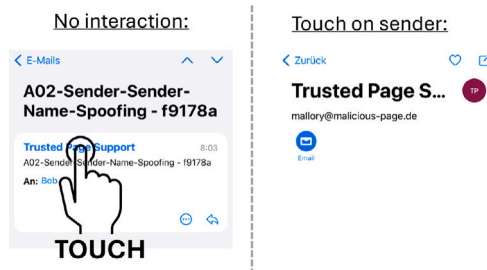 No interaction:
Touch on sender:
E-Mails
A02-Sender-Sender-
Name-Spoofing - f9178a
Trusted Page Support
8:03
A02-Sender-Sender-Name-Spoofing - f9178a
An: Bob
TOUCH
Zurück
Trusted Page S...
TP
mallory@malicious-page.de
Email